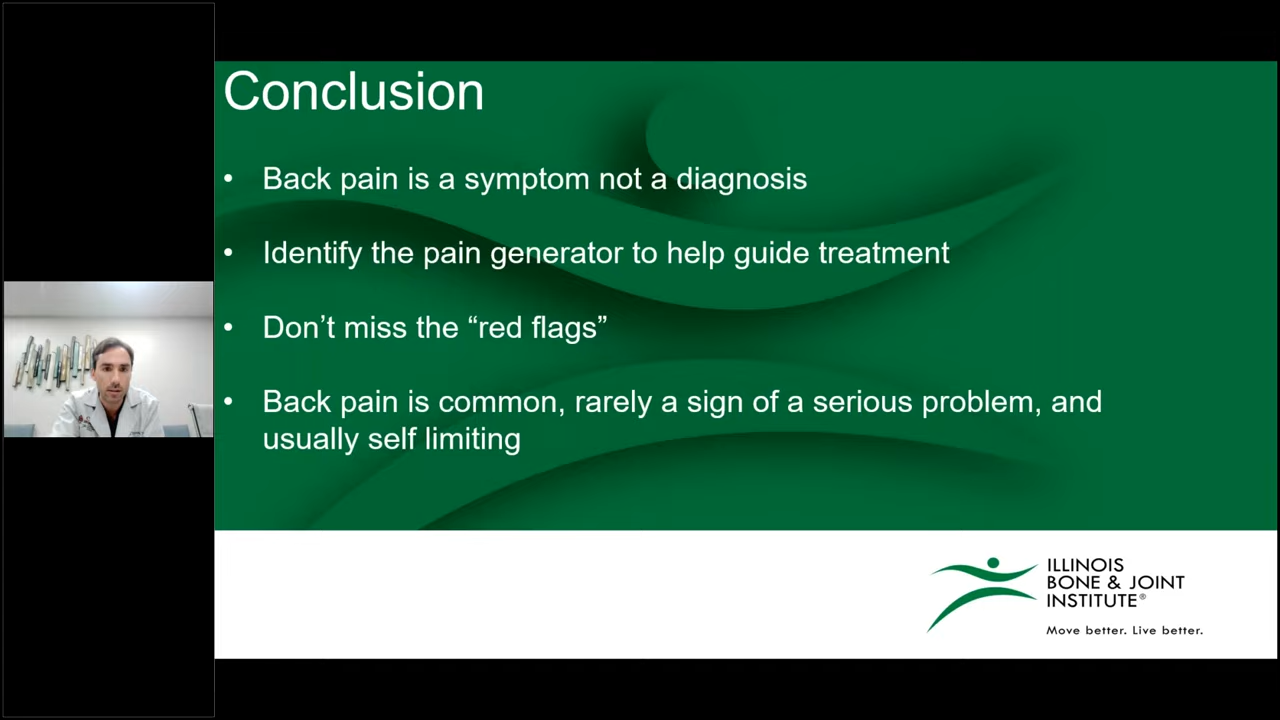 Conclusion
• Back pain is a symptom not a diagnosis
• Identify the pain generator to help guide treatment
• Don’t miss the “red flags”
• Back pain is common, rarely a sign of a serious problem, and
usually self limiting
ILLINOIS
BONE & JOINT
INSTITUTE®
Move better. Live better.